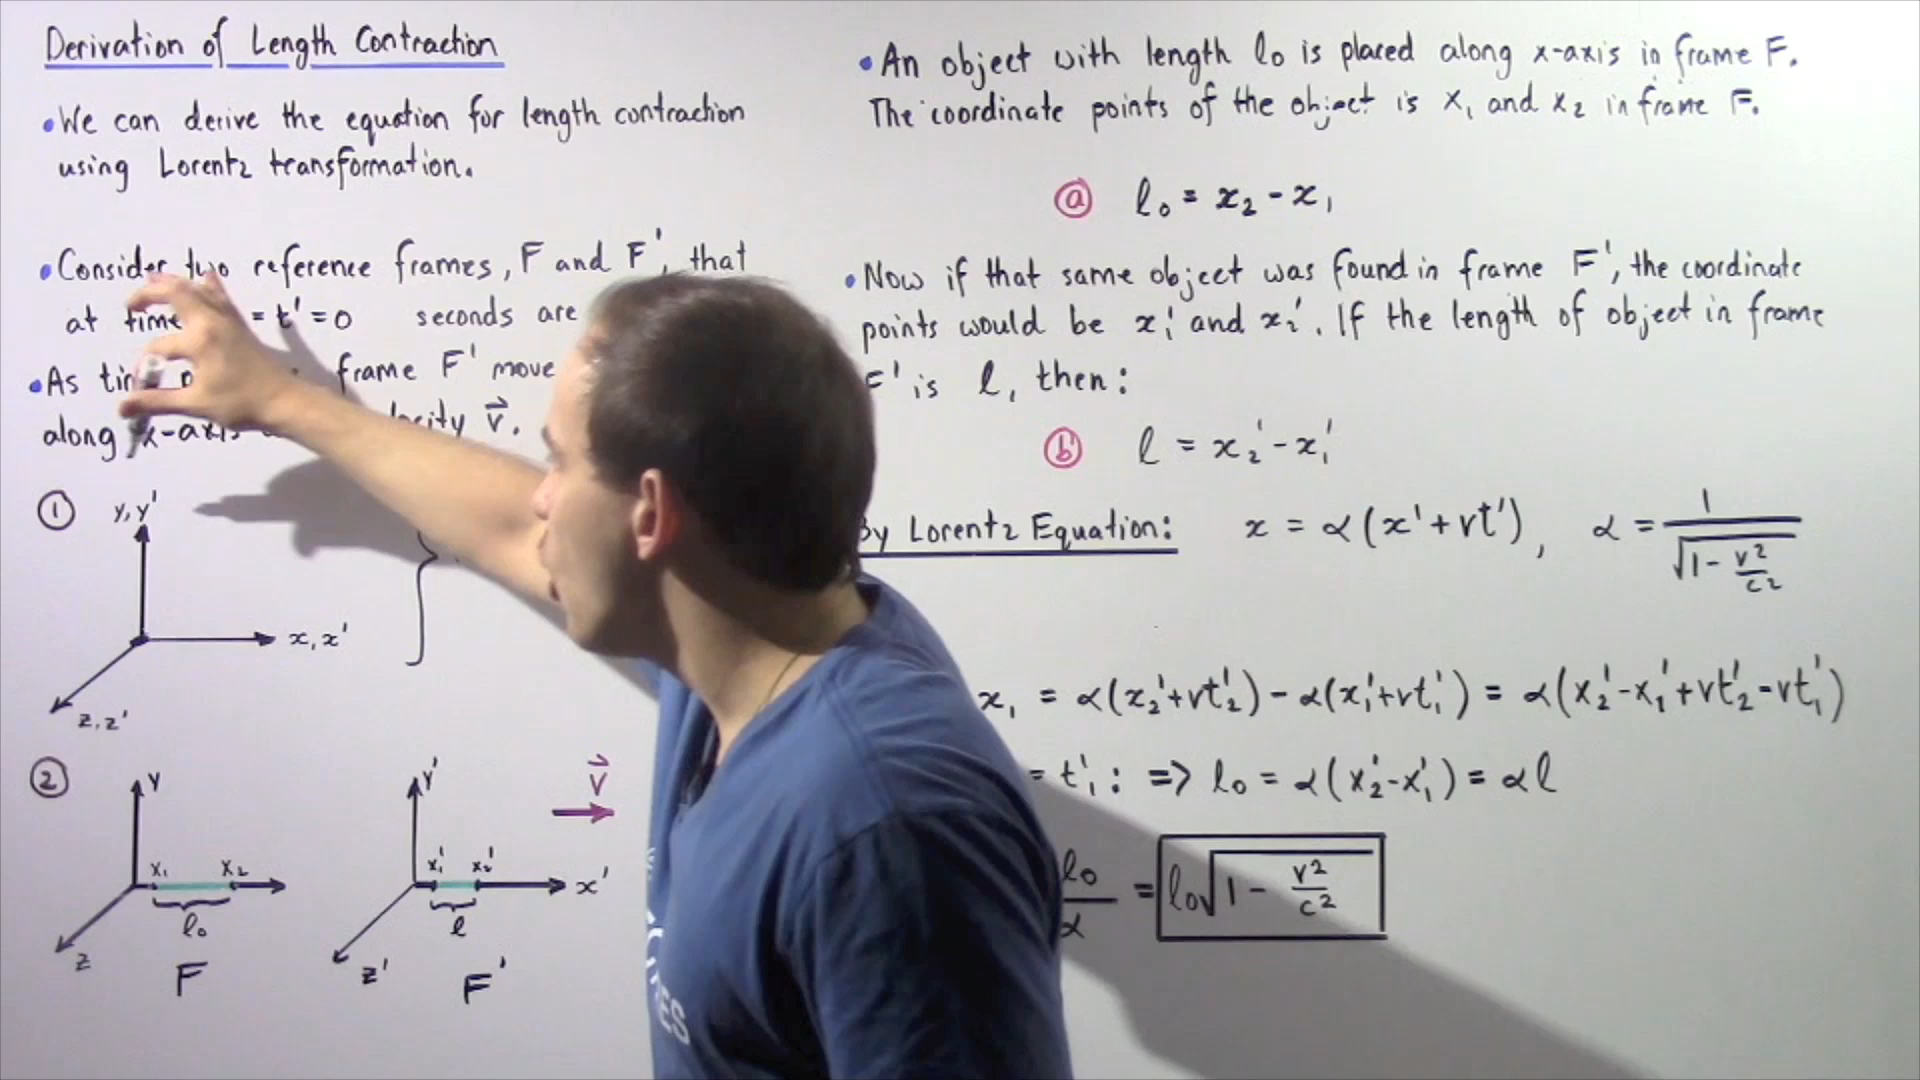 Derivation of Length Contraction
•We can derive the equation for length contraction
using Lorentz transformation.
•Consider two reference frames, F and F', that
at time = t' = 0 seconds are
•As frame F' move
along x-axis v⃗.
① y, y'
x, x'
z, z'
② y
x₁ x₂
l₀
z
F
y'
x₁' x₂'
x'
l
z'
F'
v⃗
•An object with length l₀ is placed along x-axis in frame F.
The coordinate points of the object is x₁ and x₂ in frame F.
ⓐ l₀ = x₂ - x₁
•Now if that same object was found in frame F', the coordinate
points would be x₁' and x₂'. If the length of object in frame
F' is l, then:
ⓑ l = x₂' - x₁'
By Lorentz Equation: x = α(x' + vt'), α = 1/√(1 - v²/c²)
x₁ = α(x₂' + vt₂') - α(x₁' + vt₁') = α(x₂' - x₁' + vt₂' - vt₁')
= t₁': => l₀ = α(x₂' - x₁') = αl
l₀/α = l₀√(1 - v²/c²)
ES